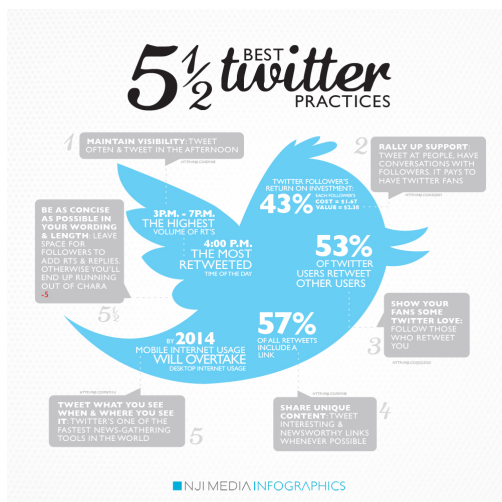 5 1/2 BEST
twitter
PRACTICES
1
MAINTAIN VISIBILITY: TWEET
OFTEN & TWEET IN THE AFTERNOON
2
RALLY UP SUPPORT:
TWEET AT PEOPLE, HAVE
CONVERSATIONS WITH
FOLLOWERS. IT PAYS TO
HAVE TWITTER FANS
TWITTER FOLLOWER'S
RETURN ON INVESTMENT:
43%
EACH FOLLOWER'S
COST = $1.67
VALUE = $2.38
BE AS CONCISE
AS POSSIBLE IN
YOUR WORDING
& LENGTH: LEAVE
SPACE FOR
FOLLOWERS TO
ADD RTS & REPLIES.
OTHERWISE YOU'LL
END UP RUNNING
OUT OF CHARA
-5
5 1/2
3P.M. - 7P.M.
THE HIGHEST
VOLUME OF RT'S
4:00 P.M.
THE MOST
RETWEETED
TIME OF THE DAY
53%
OF TWITTER
USERS RETWEET
OTHER USERS
SHOW YOUR
FANS SOME
TWITTER LOVE:
FOLLOW THOSE
WHO RETWEET
YOU
3
BY 2014
MOBILE INTERNET USAGE
WILL OVERTAKE
DESKTOP INTERNET USAGE
57%
OF ALL RETWEETS
INCLUDE A
LINK
TWEET WHAT YOU SEE
WHEN & WHERE YOU SEE
IT: TWITTER'S ONE OF THE
FASTEST NEWS-GATHERING
TOOLS IN THE WORLD
5
SHARE UNIQUE
CONTENT: TWEET
INTERESTING &
NEWSWORTHY LINKS
WHENEVER POSSIBLE
4
NJI MEDIA INFOGRAPHICS